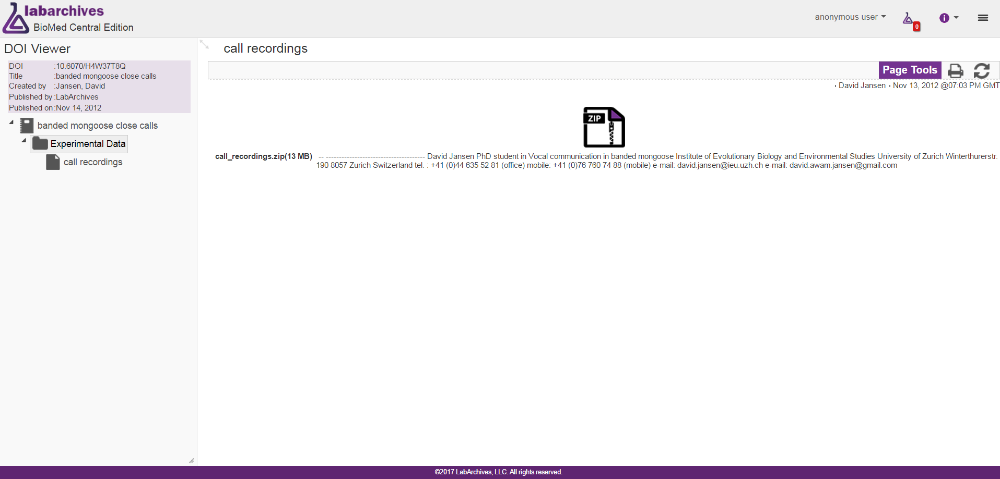 labarchives
BioMed Central Edition
anonymous user
0
i
DOI Viewer
DOI :10.6070/H4W37T8Q
Title :banded mongoose close calls
Created by :Jansen, David
Published by :LabArchives
Published on :Nov 14, 2012
banded mongoose close calls
Experimental Data
call recordings
call recordings
Page Tools
· David Jansen · Nov 13, 2012 @07:03 PM GMT
ZIP
call_recordings.zip(13 MB) -- -------------------------------------- David Jansen PhD student in Vocal communication in banded mongoose Institute of Evolutionary Biology and Environmental Studies University of Zurich Winterthurerstr.
190 8057 Zurich Switzerland tel. : +41 (0)44 635 52 81 (office) mobile: +41 (0)76 760 74 88 (mobile) e-mail: david.jansen@ieu.uzh.ch e-mail: david.awam.jansen@gmail.com
©2017 LabArchives, LLC. All rights reserved.